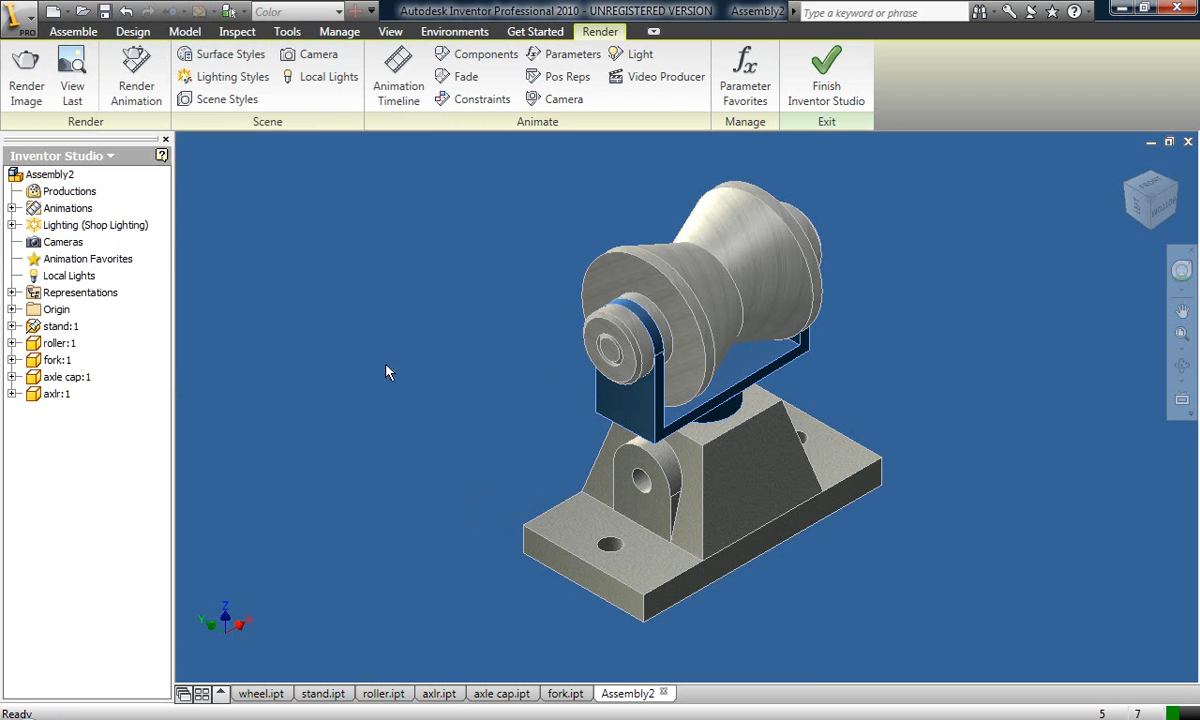 Color
Autodesk Inventor Professional 2010 - UNREGISTERED VERSION
Assembly2
Type a keyword or phrase
PRO
Assemble Design Model Inspect Tools Manage View Environments Get Started Render
Render Image
View Last
Render Animation
Surface Styles
Lighting Styles
Scene Styles
Camera
Local Lights
Animation Timeline
Components
Fade
Constraints
Parameters
Pos Reps
Camera
Light
Video Producer
fx
Parameter Favorites
Finish Inventor Studio
Render
Scene
Animate
Manage
Exit
Inventor Studio
Assembly2
Productions
Animations
Lighting (Shop Lighting)
Cameras
Animation Favorites
Local Lights
Representations
Origin
stand:1
roller:1
fork:1
axle cap:1
axlr:1
FRONT
LEFT
BOTTOM
Z
Y
X
wheel.ipt stand.ipt roller.ipt axlr.ipt axle cap.ipt fork.ipt Assembly2
Ready
5 7